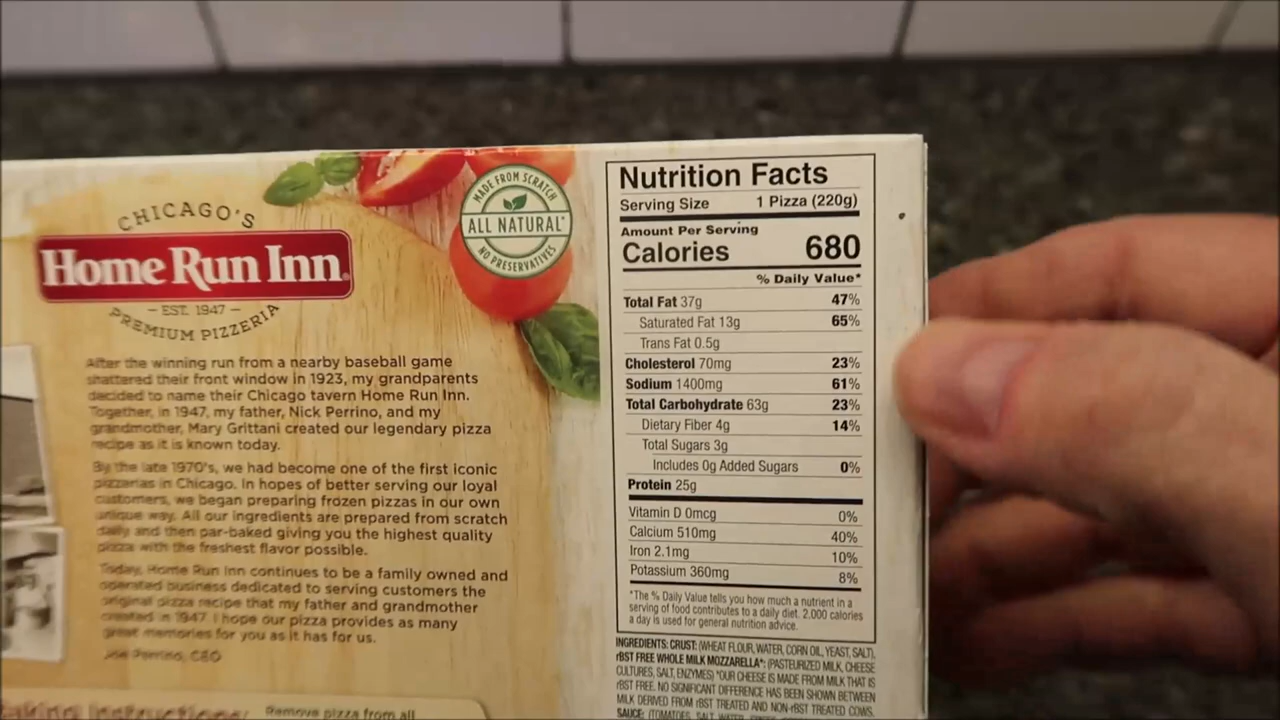 CHICAGO'S
Home Run Inn
EST. 1947
PREMIUM PIZZERIA
After the winning run from a nearby baseball game
shattered their front window in 1923, my grandparents
decided to name their Chicago tavern Home Run Inn.
Together, in 1947, my father, Nick Perrino, and my
grandmother, Mary Grittani created our legendary pizza
recipe as it is known today.
By the late 1970's, we had become one of the first iconic
pizzerias in Chicago. In hopes of better serving our loyal
customers, we began preparing frozen pizzas in our own
unique way. All our ingredients are prepared from scratch
daily and then par-baked giving you the highest quality
pizza with the freshest flavor possible.
Today, Home Run Inn continues to be a family owned and
operated business dedicated to serving customers the
original pizza recipe that my father and grandmother
created in 1947. I hope our pizza provides as many
great memories for you as it has for us.
Joe Perrino, CEO
Baking Instructions:
Remove pizza from all
MADE FROM SCRATCH
ALL NATURAL*
NO PRESERVATIVES
Nutrition Facts
Serving Size 1 Pizza (220g)
Amount Per Serving
Calories 680
% Daily Value*
Total Fat 37g 47%
Saturated Fat 13g 65%
Trans Fat 0.5g
Cholesterol 70mg 23%
Sodium 1400mg 61%
Total Carbohydrate 63g 23%
Dietary Fiber 4g 14%
Total Sugars 3g
Includes 0g Added Sugars 0%
Protein 25g
Vitamin D 0mcg 0%
Calcium 510mg 40%
Iron 2.1mg 10%
Potassium 360mg 8%
*The % Daily Value tells you how much a nutrient in a
serving of food contributes to a daily diet. 2,000 calories
a day is used for general nutrition advice.
INGREDIENTS: CRUST: (WHEAT FLOUR, WATER, CORN OIL, YEAST, SALT),
rBST FREE WHOLE MILK MOZZARELLA*: (PASTEURIZED MILK, CHEESE
CULTURES, SALT, ENZYMES) *OUR CHEESE IS MADE FROM MILK THAT IS
rBST FREE. NO SIGNIFICANT DIFFERENCE HAS BEEN SHOWN BETWEEN
MILK DERIVED FROM rBST TREATED AND NON-rBST TREATED COWS.
SAUCE: (TOMATOES, SALT, WATER,